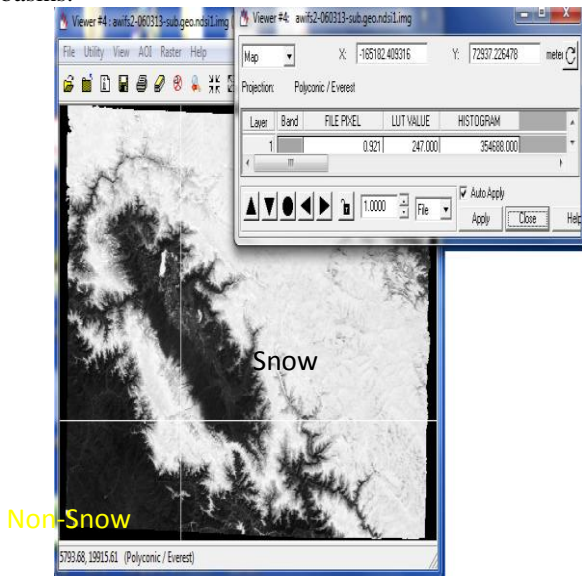 Viewer #4 : awifs2-060313-sub.geo.ndsi1.img
File Utility View AOI Raster Help
Viewer #4: awifs2-060313-sub.geo.ndsi1.img
Map X: -165182.409316 Y: 72937.226478 meter
Projection: Polyconic / Everest
Layer Band FILE PIXEL LUT VALUE HISTOGRAM
1 0.921 247.000 354688.000
1.0000 File Auto Apply
Apply Close Help
Snow
Non-Snow
5793.68, 19915.61 (Polyconic / Everest)